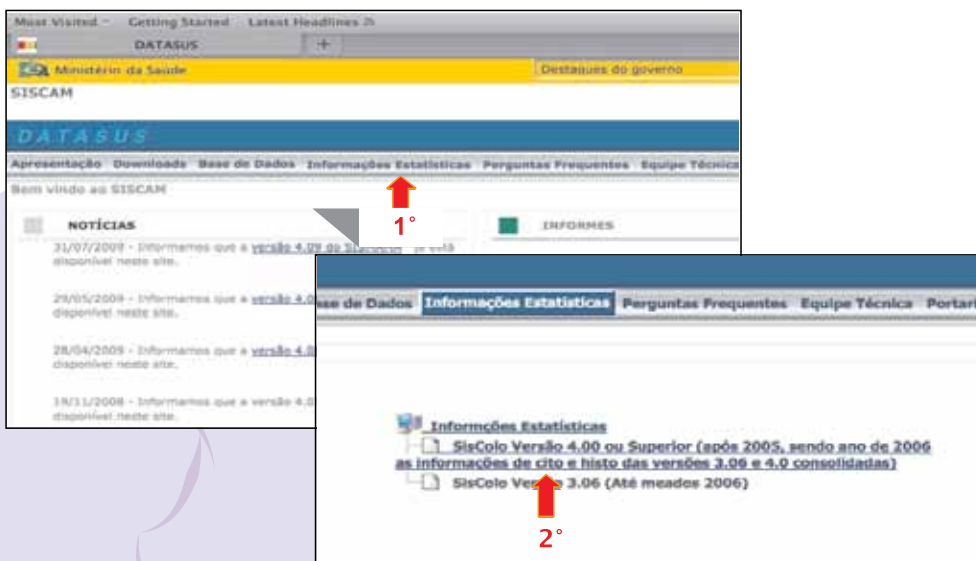 Most Visited Getting Started Latest Headlines
DATASUS +
Ministério da Saúde Destaques do governo
SISCAM
DATASUS
Apresentação Downloads Base de Dados Informações Estatísticas Perguntas Frequentes Equipe Técnica
Bem vindo ao SISCAM
1°
NOTÍCIAS INFORMES
31/07/2009 - Informamos que a versão 4.09 do já está
disponível neste site.
29/05/2009 - Informamos que a versão 4.0
disponível neste site.
28/04/2009 - Informamos que a versão 4.0
disponível neste site.
19/11/2008 - Informamos que a versão 4.0
disponível neste site.
ase de Dados Informações Estatísticas Perguntas Frequentes Equipe Técnica Portari
Informções Estatísticas
SisColo Versão 4.00 ou Superior (após 2005, sendo ano de 2006
as informações de cito e histo das versões 3.06 e 4.0 consolidadas)
SisColo Versão 3.06 (Até meados 2006)
2°